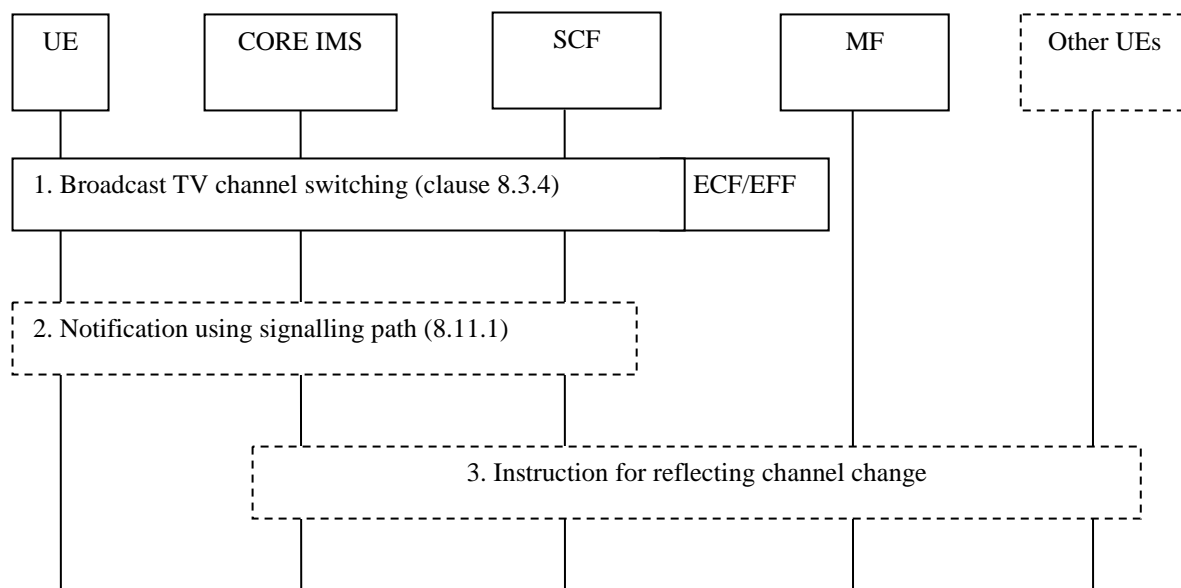 UE
CORE IMS
SCF
MF
Other UEs
1. Broadcast TV channel switching (clause 8.3.4)
ECF/EFF
2. Notification using signalling path (8.11.1)
3. Instruction for reflecting channel change